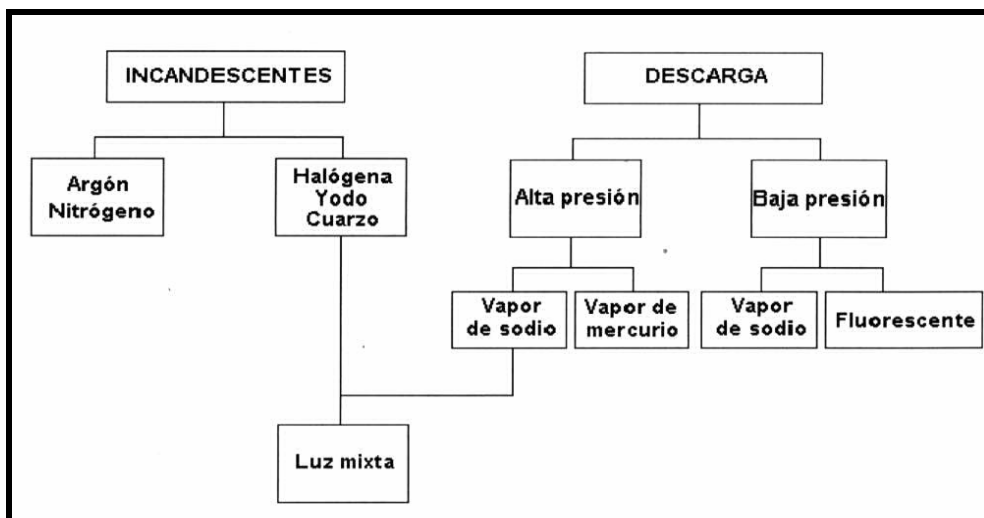 INCANDESCENTES
DESCARGA
Argón
Nitrógeno
Halógena
Yodo
Cuarzo
Alta presión
Baja presión
Vapor
de sodio
Vapor de
mercurio
Vapor
de sodio
Fluorescente
Luz mixta